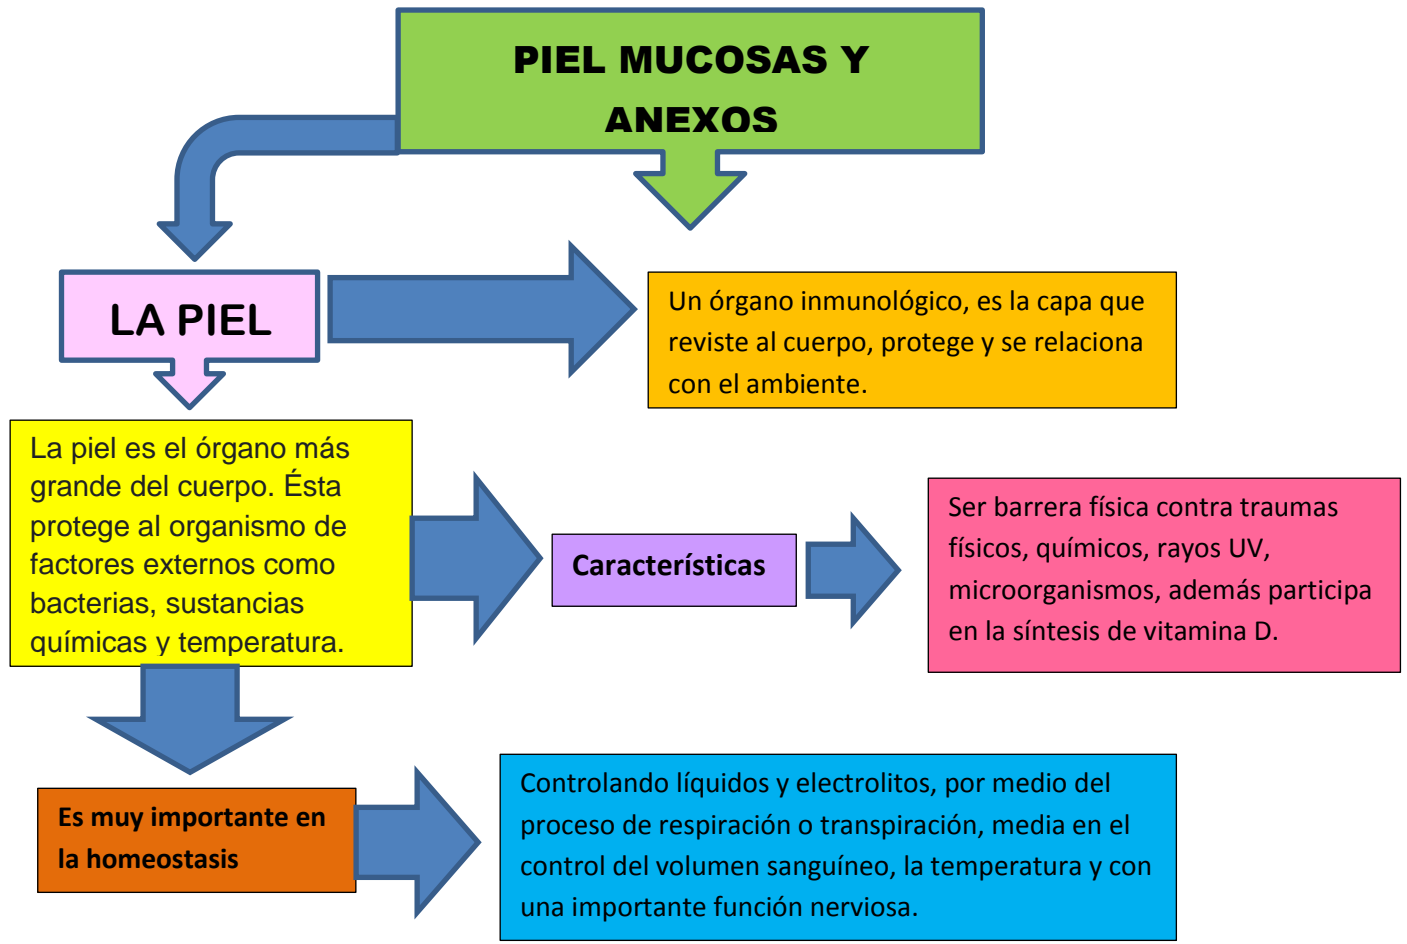 PIEL MUCOSAS Y
ANEXOS
LA PIEL
Un órgano inmunológico, es la capa que
reviste al cuerpo, protege y se relaciona
con el ambiente.
La piel es el órgano más
grande del cuerpo. Ésta
protege al organismo de
factores externos como
bacterias, sustancias
químicas y temperatura.
Características
Ser barrera física contra traumas
físicos, químicos, rayos UV,
microorganismos, además participa
en la síntesis de vitamina D.
Es muy importante en
la homeostasis
Controlando líquidos y electrolitos, por medio del
proceso de respiración o transpiración, media en el
control del volumen sanguíneo, la temperatura y con
una importante función nerviosa.